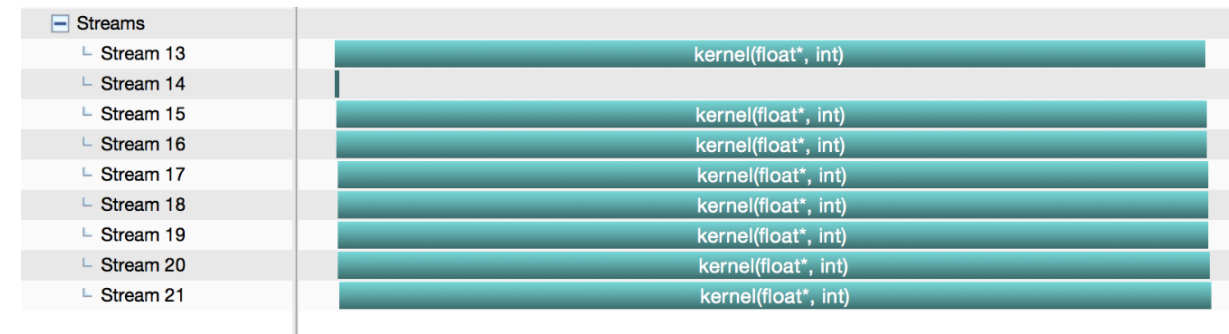 Streams
Stream 13 kernel(float*, int)
Stream 14
Stream 15 kernel(float*, int)
Stream 16 kernel(float*, int)
Stream 17 kernel(float*, int)
Stream 18 kernel(float*, int)
Stream 19 kernel(float*, int)
Stream 20 kernel(float*, int)
Stream 21 kernel(float*, int)